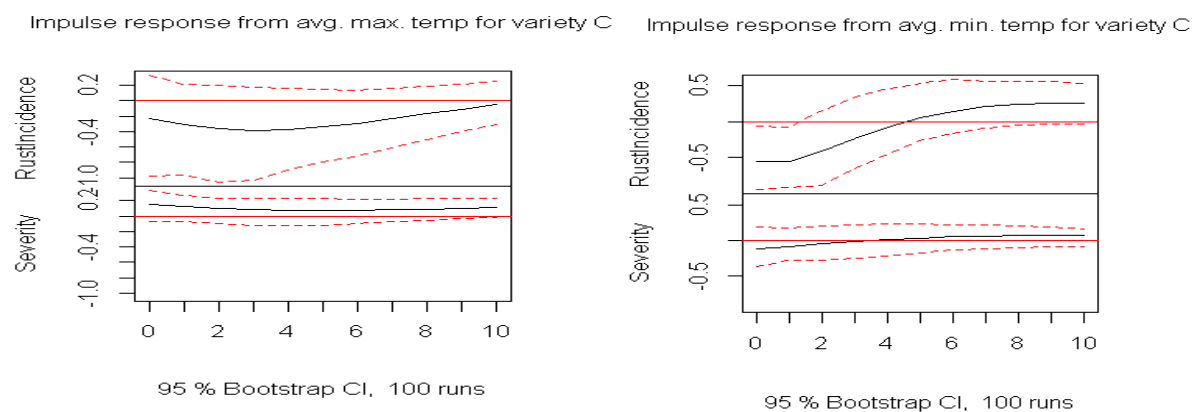 Impulse response from avg. max. temp for variety C
RustIncidence
0.2
-0.4
-1.0
Severity
0.2
-0.4
-1.0
0 2 4 6 8 10
95 % Bootstrap CI, 100 runs
Impulse response from avg. min. temp for variety C
RustIncidence
0.5
-0.5
Severity
0.5
-0.5
0 2 4 6 8 10
95 % Bootstrap CI, 100 runs